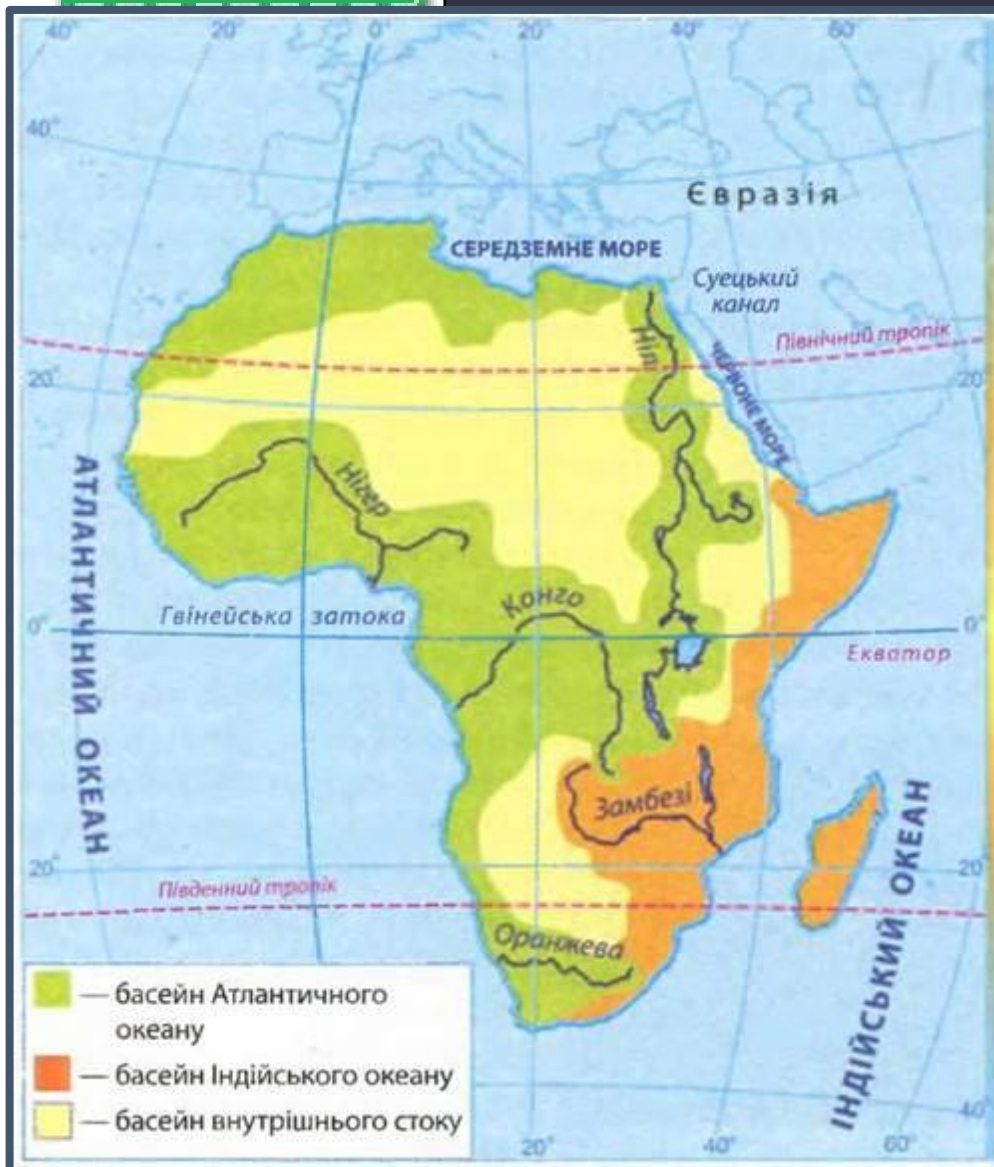 40°
20°
0°
20°
40°
60°
40°
Євразія
СЕРЕДЗЕМНЕ МОРЕ
Суецький
канал
Північний тропік
Ніл
ЧЕРВОНЕ МОРЕ
20°
20°
АТЛАНТИЧНИЙ ОКЕАН
Нігер
Конго
Гвінейська затока
0°
0°
Екватор
Замбезі
ІНДІЙСЬКИЙ ОКЕАН
20°
20°
Південний тропік
Оранжева
— басейн Атлантичного
океану
— басейн Індійського океану
— басейн внутрішнього стоку
20°
40°
60°
40°